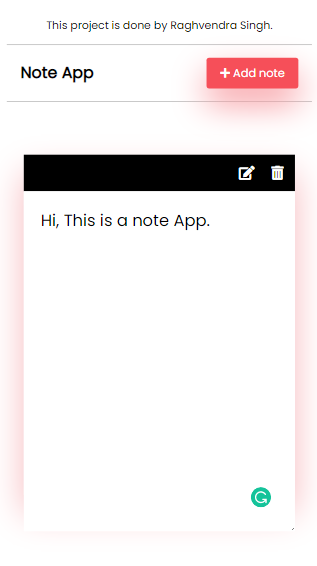 This project is done by Raghvendra Singh.
Note App
+ Add note
Hi, This is a note App.